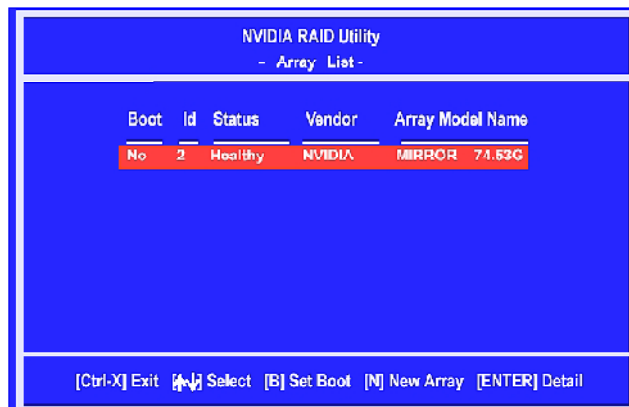 NVIDIA RAID Utility
- Array List -
Boot Id Status Vendor Array Model Name
No 2 Healthy NVIDIA MIRROR 74.53G
[Ctrl-X] Exit [↑↓] Select [B] Set Boot [N] New Array [ENTER] Detail